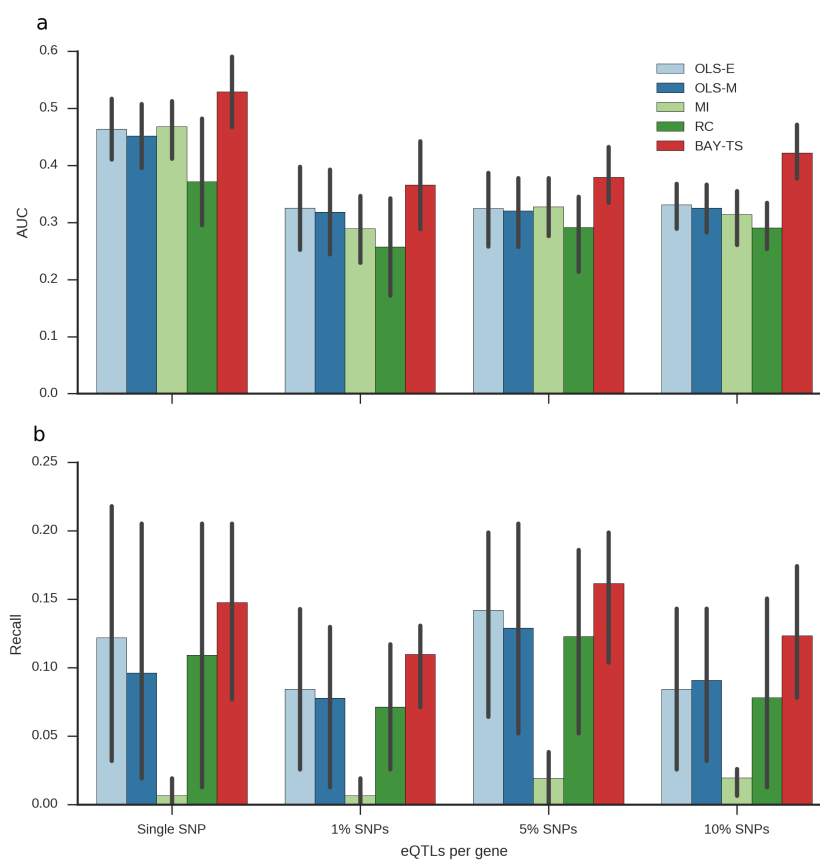 a
0.6
0.5
0.4
0.3
0.2
0.1
0.0
AUC
OLS-E
OLS-M
MI
RC
BAY-TS
b
0.25
0.20
0.15
0.10
0.05
0.00
Recall
Single SNP 1% SNPs 5% SNPs 10% SNPs
eQTLs per gene